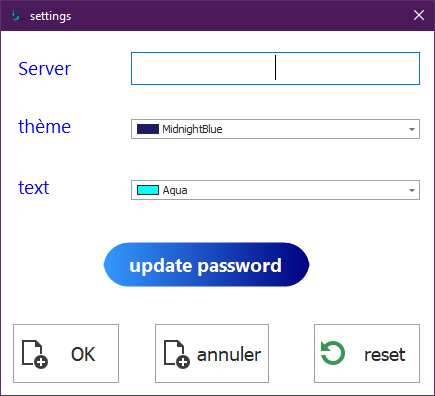 settings
Server
thème
MidnightBlue
text
Aqua
update password
OK
annuler
reset